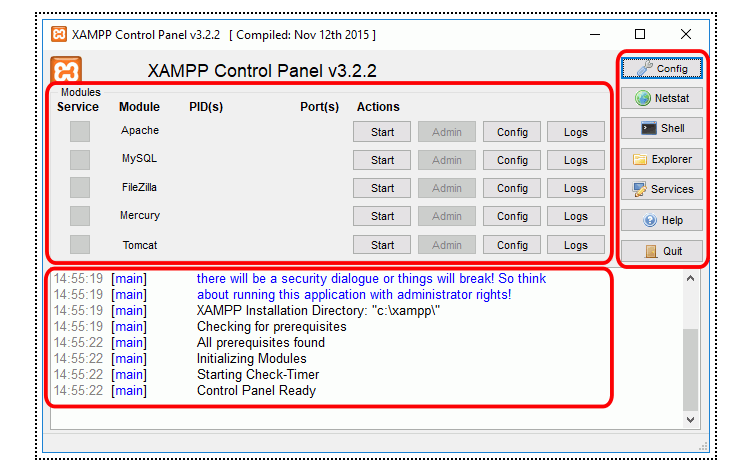 XAMPP Control Panel v3.2.2 [ Compiled: Nov 12th 2015 ]
XAMPP Control Panel v3.2.2
Config
Modules
Service Module PID(s) Port(s) Actions
Netstat
Apache Start Admin Config Logs
Shell
MySQL Start Admin Config Logs
Explorer
FileZilla Start Admin Config Logs
Services
Mercury Start Admin Config Logs
Help
Tomcat Start Admin Config Logs
Quit
14:55:19 [main] there will be a security dialogue or things will break! So think
14:55:19 [main] about running this application with administrator rights!
14:55:19 [main] XAMPP Installation Directory: "c:\xampp\"
14:55:19 [main] Checking for prerequisites
14:55:22 [main] All prerequisites found
14:55:22 [main] Initializing Modules
14:55:22 [main] Starting Check-Timer
14:55:22 [main] Control Panel Ready